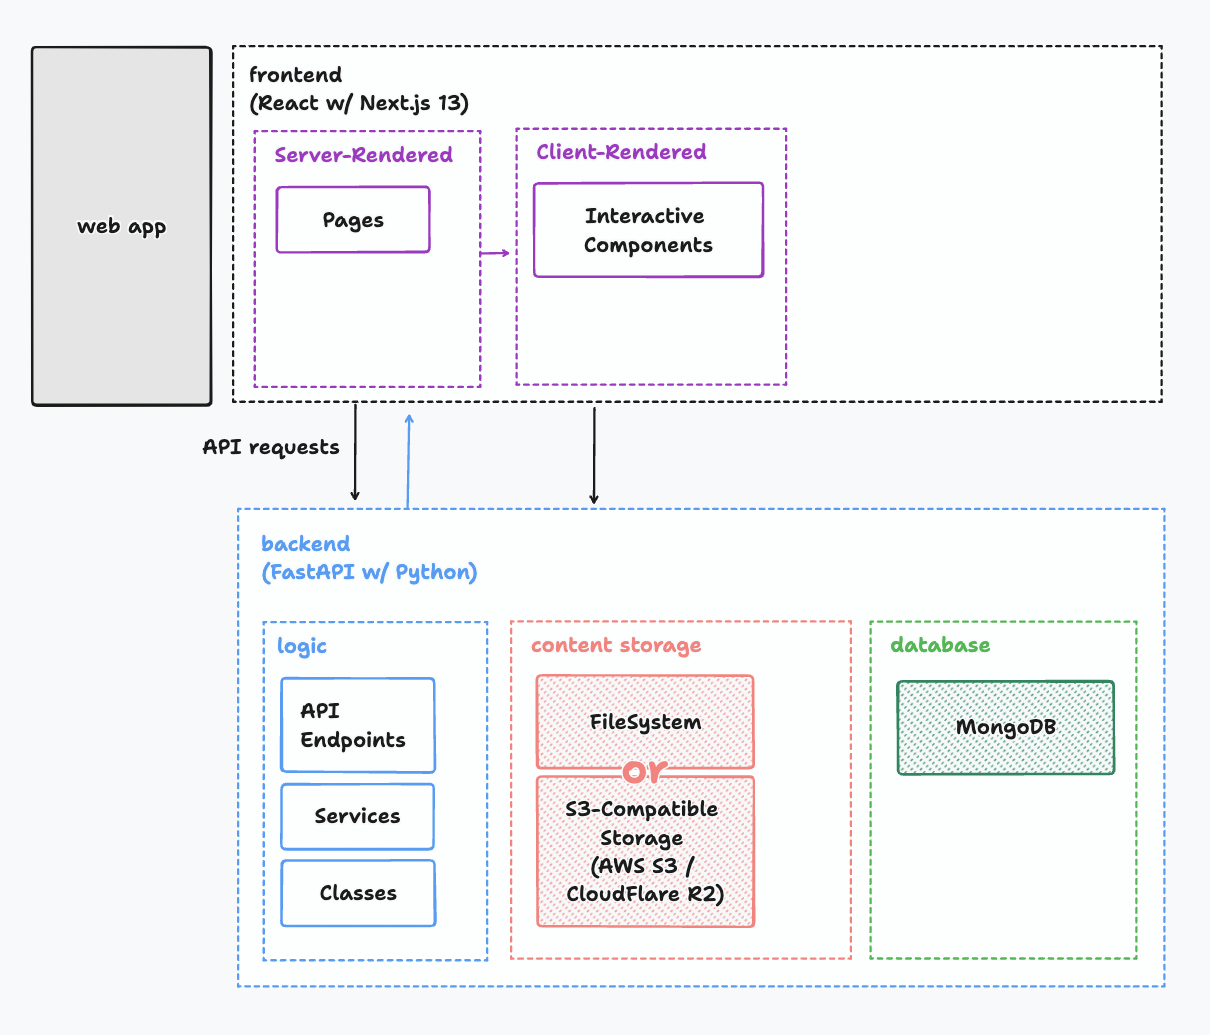 web app
frontend
(React w/ Next.js 13)
Server-Rendered
Pages
Client-Rendered
Interactive
Components
API requests
backend
(FastAPI w/ Python)
logic
API
Endpoints
Services
Classes
content storage
FileSystem
or
S3-Compatible
Storage
(AWS S3 /
CloudFlare R2)
database
MongoDB